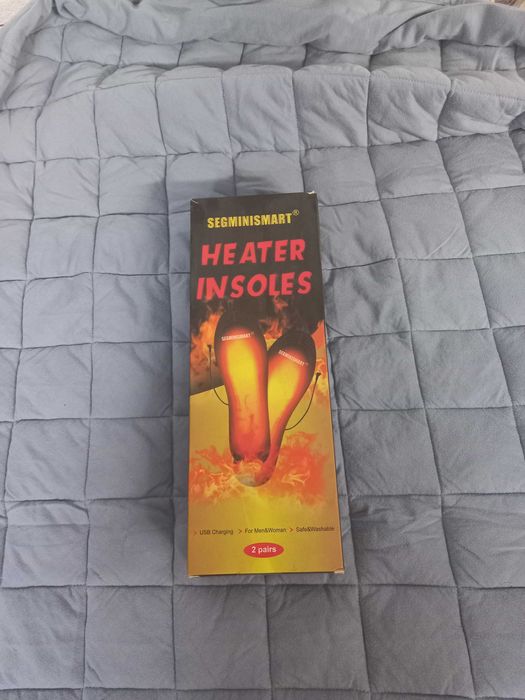 SEGMINISMART®
HEATER
INSOLES
SEGMINISMART
SEGMINISMART
> USB Charging > For Men&Woman > Safe&Washable
2 pairs